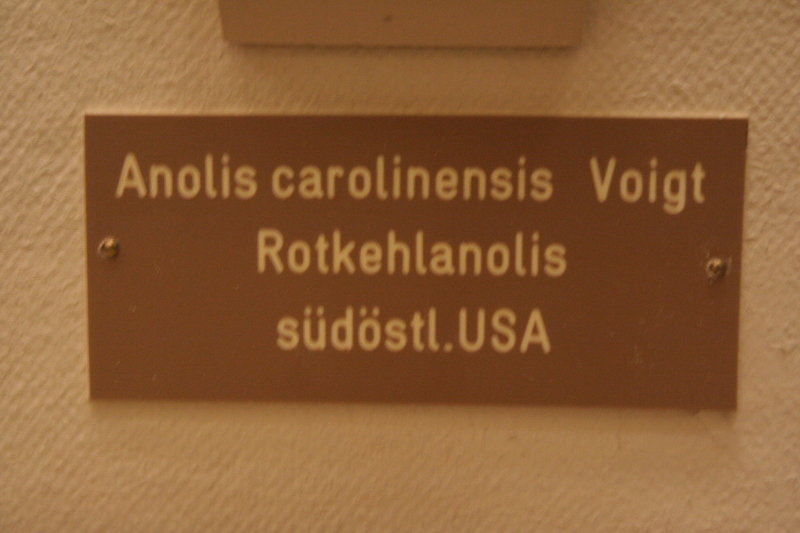 Anolis carolinensis Voigt
Rotkehlanolis
südöstl.USA